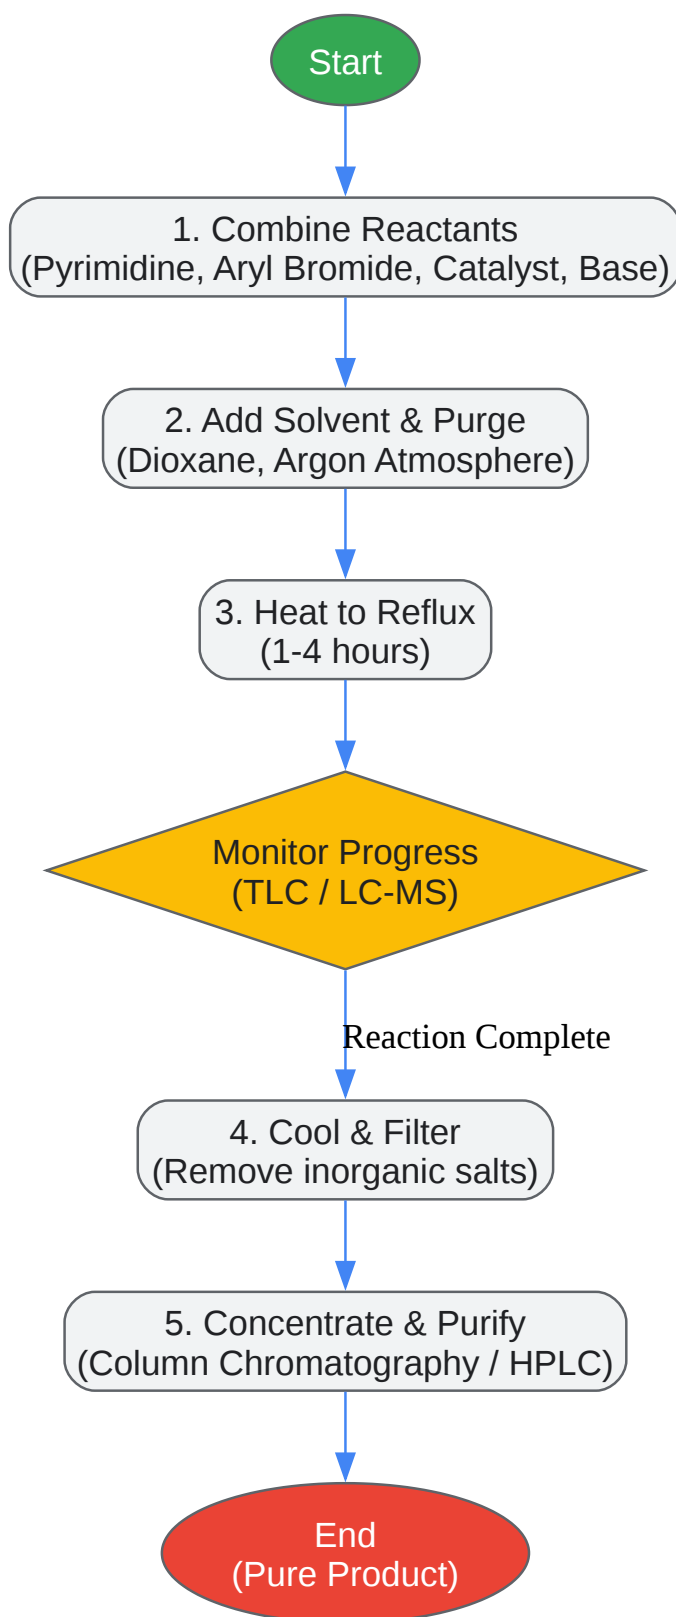 Start
1. Combine Reactants
(Pyrimidine, Aryl Bromide, Catalyst, Base)
2. Add Solvent & Purge
(Dioxane, Argon Atmosphere)
3. Heat to Reflux
(1-4 hours)
Monitor Progress
(TLC / LC-MS)
Reaction Complete
4. Cool & Filter
(Remove inorganic salts)
5. Concentrate & Purify
(Column Chromatography / HPLC)
End
(Pure Product)